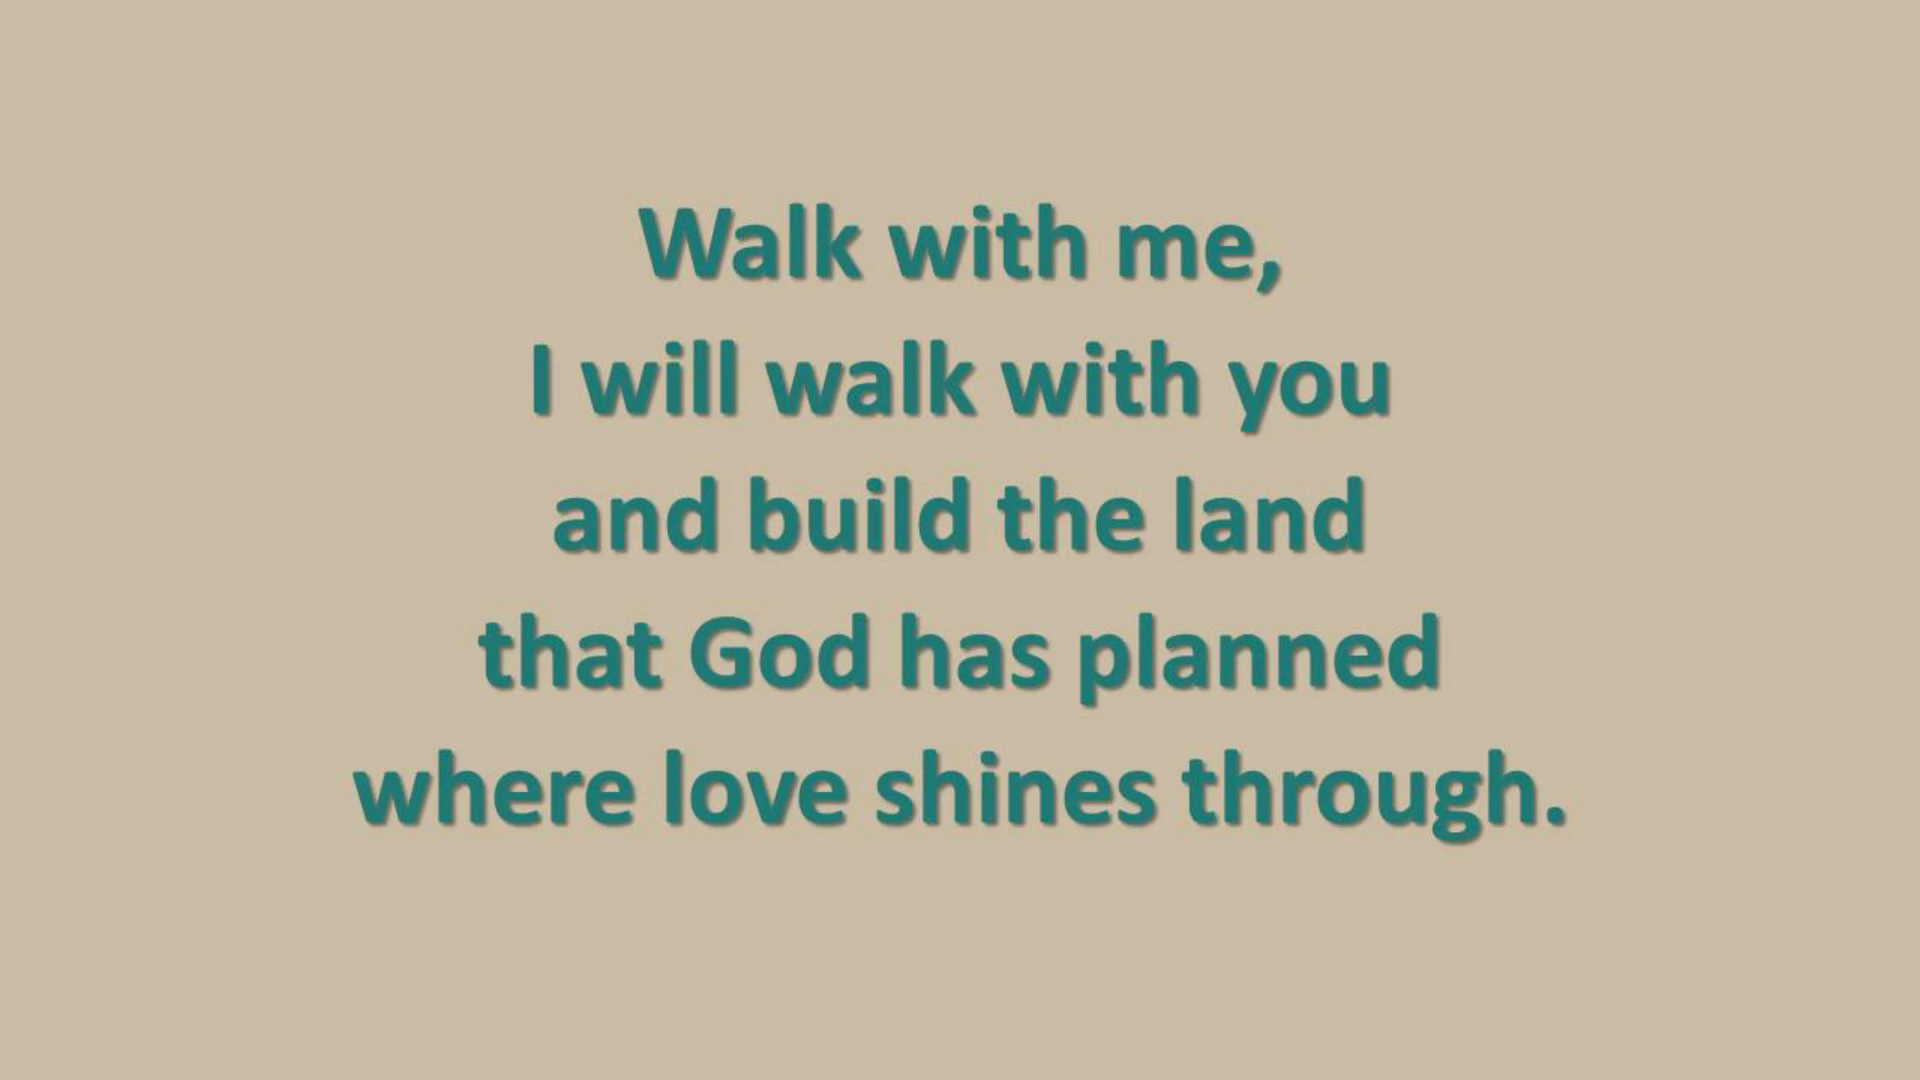 Walk with me,
I will walk with you
and build the land
that God has planned
where love shines through.